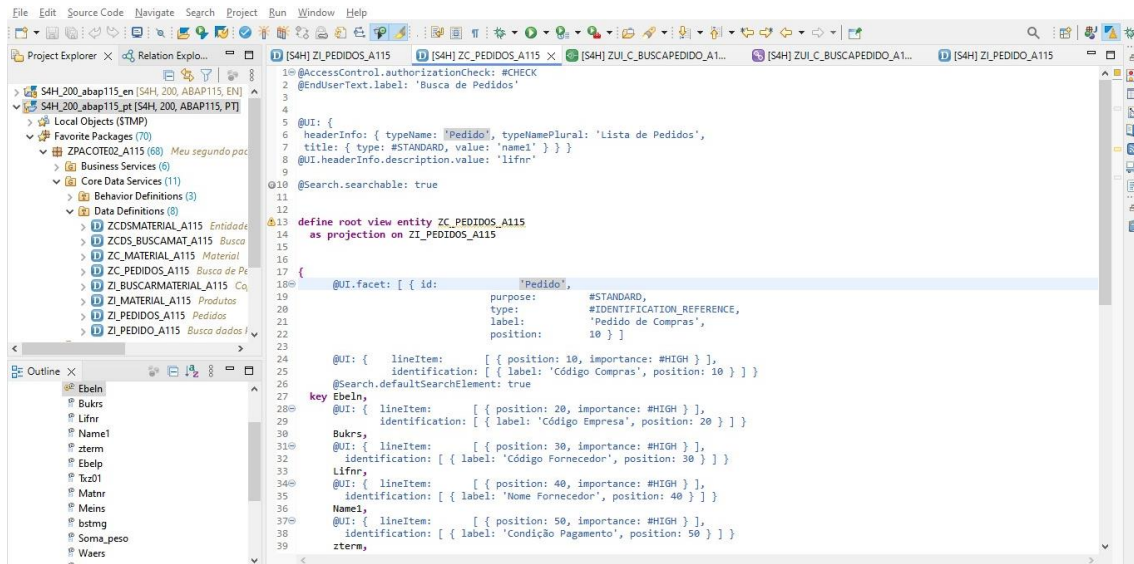 File Edit Source Code Navigate Search Project Run Window Help
Project Explorer Relation Explo...
S4H_200_abap115_en [S4H, 200, ABAP115, EN]
S4H_200_abap115_pt [S4H, 200, ABAP115, PT]
Local Objects ($TMP)
Favorite Packages (70)
ZPACOTE02_A115 (68) Meu segundo pac
Business Services (6)
Core Data Services (11)
Behavior Definitions (3)
Data Definitions (8)
ZCDSMATERIAL_A115 Entidade
ZCDS_BUSCAMAT_A115 Busca
ZC_MATERIAL_A115 Material
ZC_PEDIDOS_A115 Busca de Pe
ZI_BUSCARMATERIAL_A115
ZI_MATERIAL_A115 Produtos
ZI_PEDIDOS_A115 Pedidos
ZI_PEDIDO_A115 Busca dados
Outline
Ebeln
Bukrs
Lifnr
Name1
zterm
Ebelp
Txz01
Matnr
Meins
bstmg
Soma_peso
Waers
[S4H] ZI_PEDIDOS_A115 [S4H] ZC_PEDIDOS_A115 [S4H] ZUI_C_BUSCAPEDIDO_A1... [S4H] ZUI_C_BUSCAPEDIDO_A1... [S4H] ZI_PEDIDO_A115
1 @AccessControl.authorizationCheck: #CHECK
2 @EndUserText.label: 'Busca de Pedidos'
3
4
5 @UI: {
6 headerInfo: { typeName: 'Pedido', typeNamePlural: 'Lista de Pedidos',
7 title: { type: #STANDARD, value: 'name1' } } }
8 @UI.headerInfo.description.value: 'lifnr'
9
10 @Search.searchable: true
11
12
13 define root view entity ZC_PEDIDOS_A115
14 as projection on ZI_PEDIDOS_A115
15
16
17 {
18 @UI.facet: [ { id: 'Pedido',
19 purpose: #STANDARD,
20 type: #IDENTIFICATION_REFERENCE,
21 label: 'Pedido de Compras',
22 position: 10 } ]
23
24 @UI: { lineItem: [ { position: 10, importance: #HIGH } ],
25 identification: [ { label: 'Código Compras', position: 10 } ] }
26 @Search.defaultSearchElement: true
27 key Ebeln,
28 @UI: { lineItem: [ { position: 20, importance: #HIGH } ],
29 identification: [ { label: 'Código Empresa', position: 20 } ] }
30 Bukrs,
31 @UI: { lineItem: [ { position: 30, importance: #HIGH } ],
32 identification: [ { label: 'Código Fornecedor', position: 30 } ] }
33 Lifnr,
34 @UI: { lineItem: [ { position: 40, importance: #HIGH } ],
35 identification: [ { label: 'Nome Fornecedor', position: 40 } ] }
36 Name1,
37 @UI: { lineItem: [ { position: 50, importance: #HIGH } ],
38 identification: [ { label: 'Condição Pagamento', position: 50 } ] }
39 zterm,